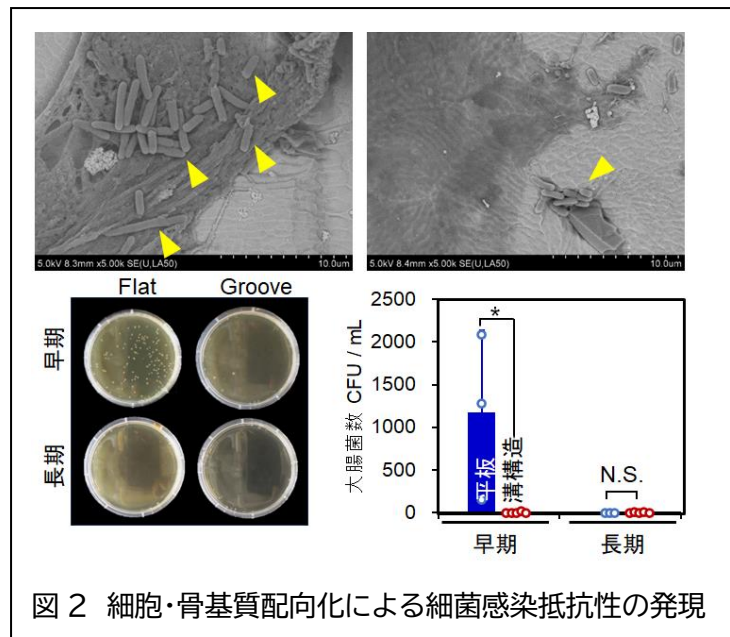 5.0kV 8.3mm x5.00k SE(U,LA50) 10.0um
5.0kV 8.4mm x5.00k SE(U,LA50) 10.0um
Flat Groove
早期
長期
大腸菌数 CFU / mL
2500
2000
1500
1000
500
0
*
平板
溝構造
N.S.
早期 長期
図 2 細胞・骨基質配向化による細菌感染抵抗性の発現